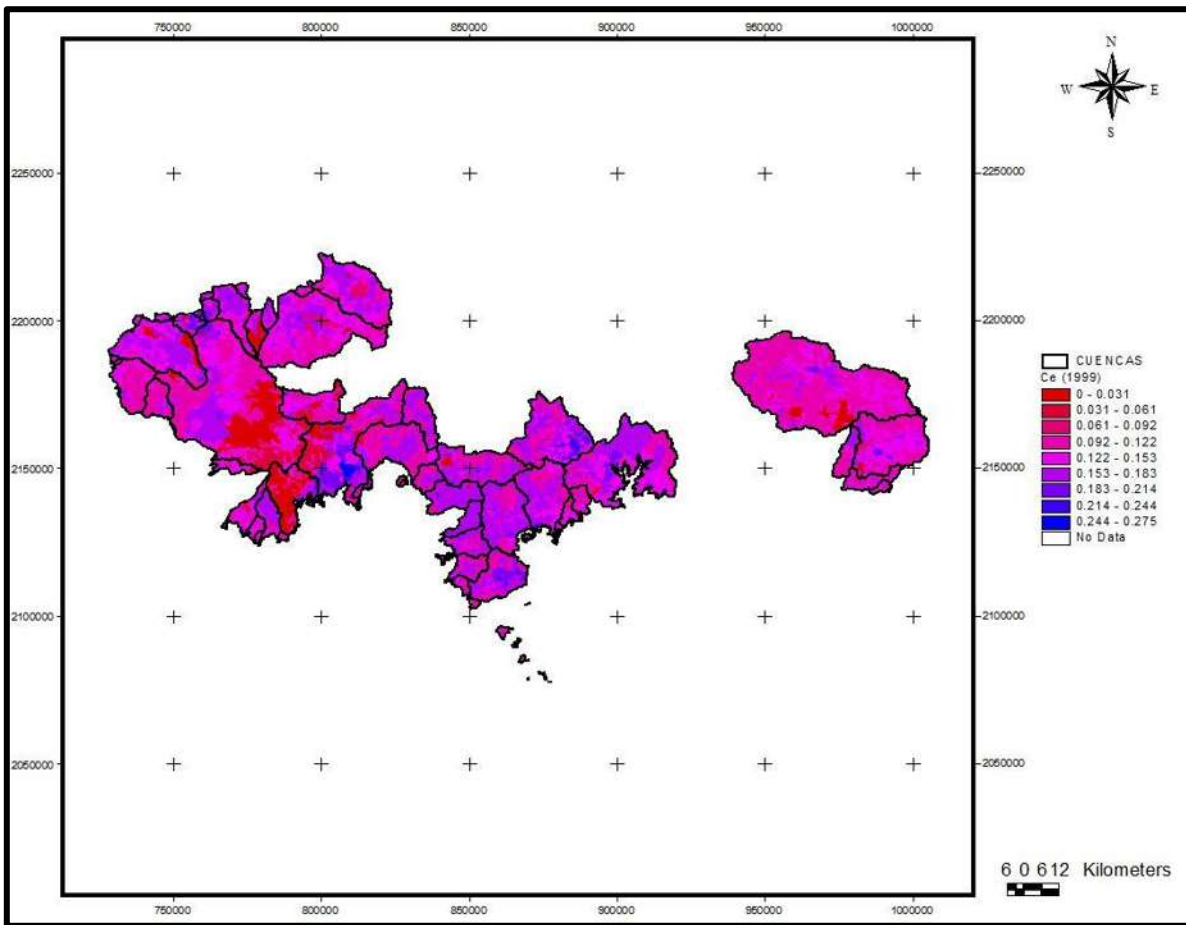 750000 800000 850000 900000 950000 1000000
N
W E
S
2250000 2250000
2200000 2200000
CUENCAS
Ce (1999)
0 - 0.031
0.031 - 0.061
0.061 - 0.092
0.092 - 0.122
0.122 - 0.153
0.153 - 0.183
0.183 - 0.214
0.214 - 0.244
0.244 - 0.275
No Data
2150000 2150000
2100000 2100000
2050000 2050000
6 0 6 12 Kilometers
750000 800000 850000 900000 950000 1000000